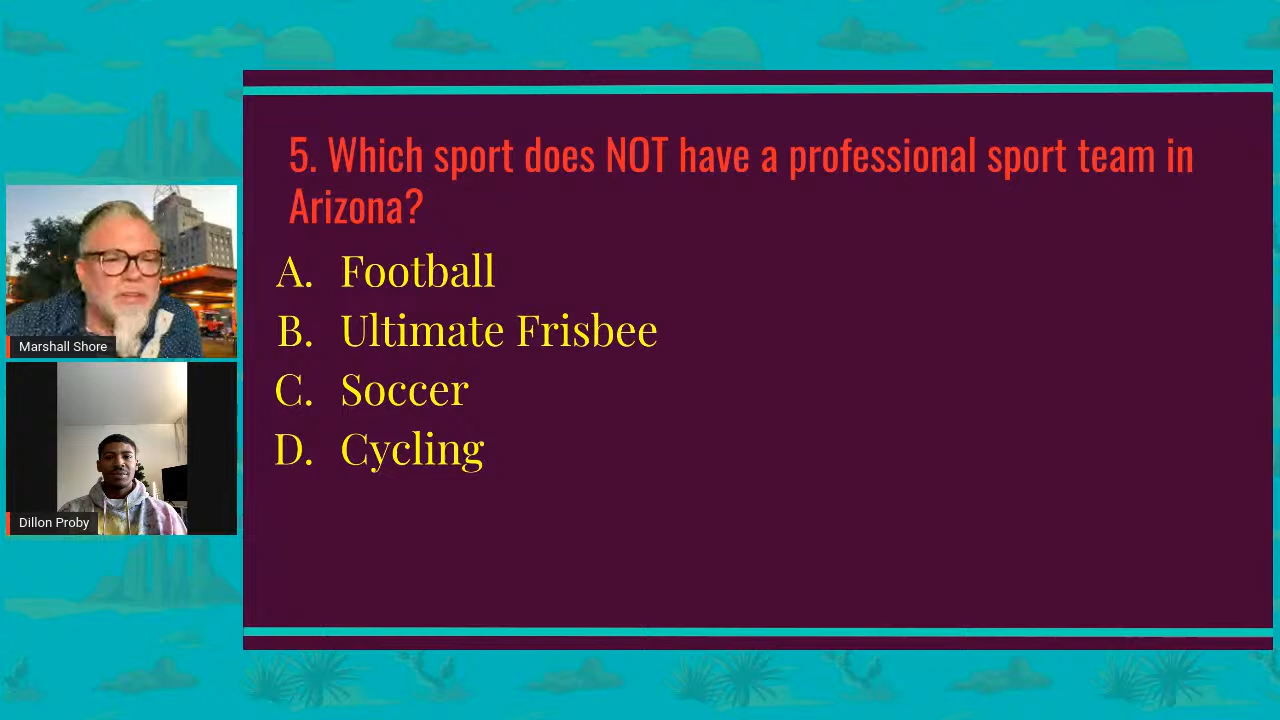 5. Which sport does NOT have a professional sport team in
Arizona?
A. Football
B. Ultimate Frisbee
C. Soccer
D. Cycling
Marshall Shore
Dillon Proby